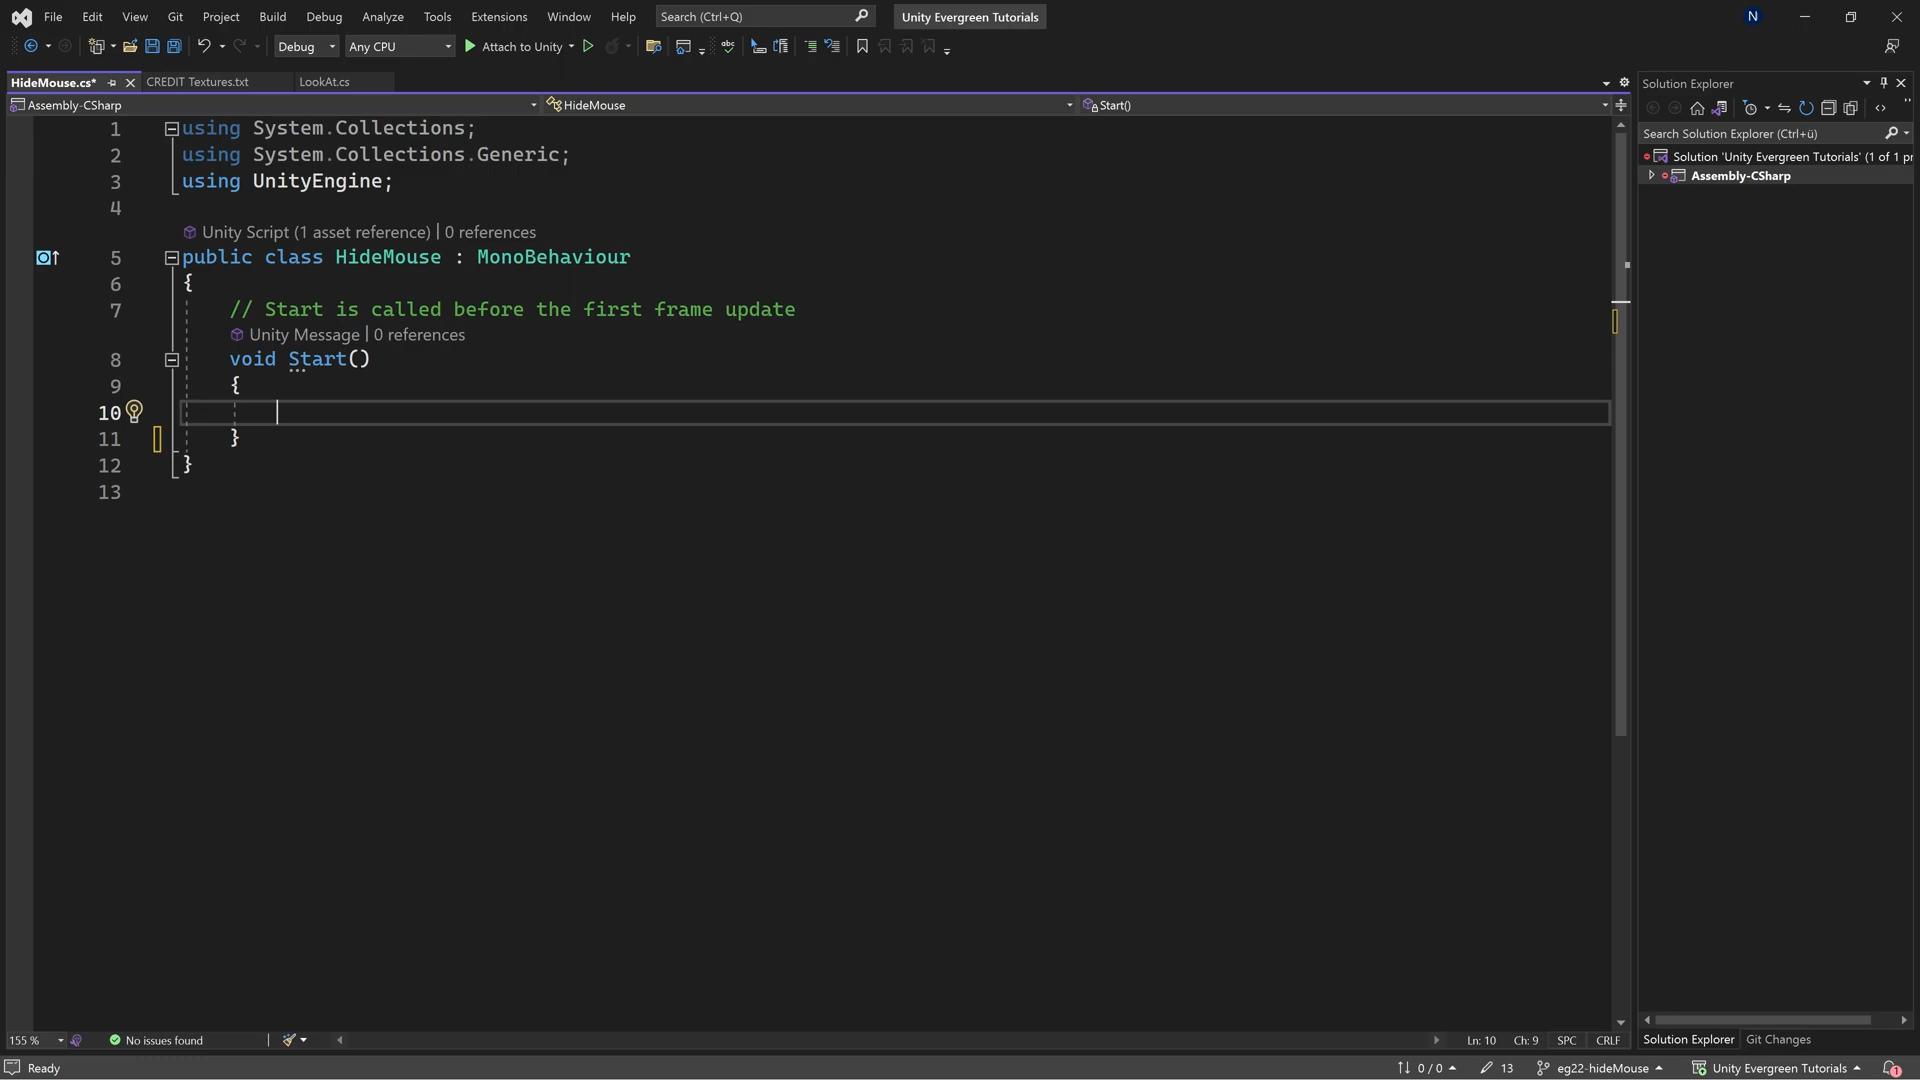 File Edit View Git Project Build Debug Analyze Tools Extensions Window Help Search (Ctrl+Q) Unity Evergreen Tutorials N
Debug Any CPU Attach to Unity abc
HideMouse.cs* CREDIT Textures.txt LookAt.cs
Assembly-CSharp HideMouse Start()
1 using System.Collections;
2 using System.Collections.Generic;
3 using UnityEngine;
4
Unity Script (1 asset reference) | 0 references
5 public class HideMouse : MonoBehaviour
6 {
7 // Start is called before the first frame update
Unity Message | 0 references
8 void Start()
9 {
10
11 }
12 }
13
Solution Explorer
Search Solution Explorer (Ctrl+ü)
Solution 'Unity Evergreen Tutorials' (1 of 1 pr
Assembly-CSharp
155 % No issues found Ln: 10 Ch: 9 SPC CRLF
Solution Explorer Git Changes
Ready 0 / 0 13 eg22-hideMouse Unity Evergreen Tutorials 1